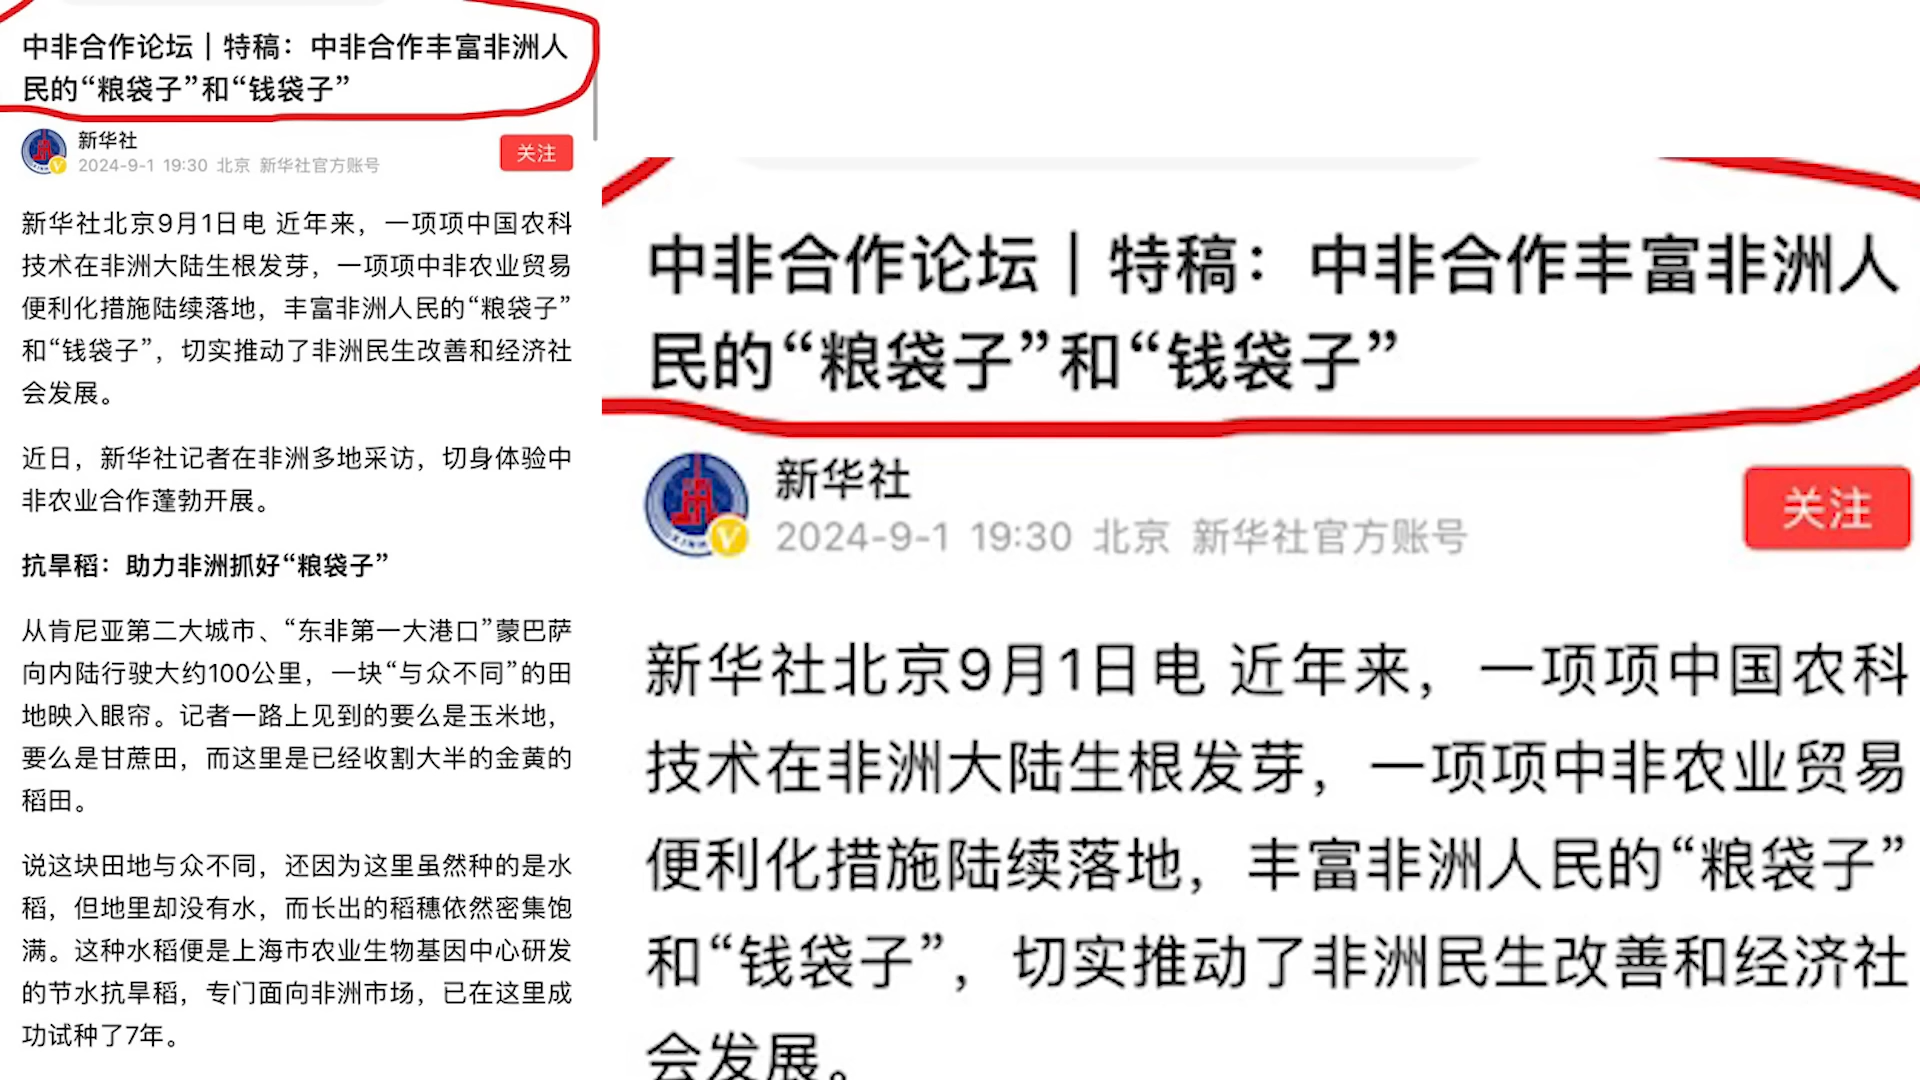 中非合作论坛｜特稿：中非合作丰富非洲人
民的“粮袋子”和“钱袋子”
新华社
2024-9-1 19:30 北京 新华社官方账号
关注
新华社北京9月1日电 近年来，一项项中国农科
技术在非洲大陆生根发芽，一项项中非农业贸易
便利化措施陆续落地，丰富非洲人民的“粮袋子”
和“钱袋子”，切实推动了非洲民生改善和经济社
会发展。
近日，新华社记者在非洲多地采访，切身体验中
非农业合作蓬勃开展。
抗旱稻：助力非洲抓好“粮袋子”
从肯尼亚第二大城市、“东非第一大港口”蒙巴萨
向内陆行驶大约100公里，一块“与众不同”的田
地映入眼帘。记者一路上见到的要么是玉米地，
要么是甘蔗田，而这里是已经收割大半的金黄的
稻田。
说这块田地与众不同，还因为这里虽然种的是水
稻，但地里却没有水，而长出的稻穗依然密集饱
满。这种水稻便是上海市农业生物基因中心研发
的节水抗旱稻，专门面向非洲市场，已在这里成
功试种了7年。
中非合作论坛｜特稿：中非合作丰富非洲人
民的“粮袋子”和“钱袋子”
新华社
2024-9-1 19:30 北京 新华社官方账号
关注
新华社北京9月1日电 近年来，一项项中国农科
技术在非洲大陆生根发芽，一项项中非农业贸易
便利化措施陆续落地，丰富非洲人民的“粮袋子”
和“钱袋子”，切实推动了非洲民生改善和经济社
会发展。